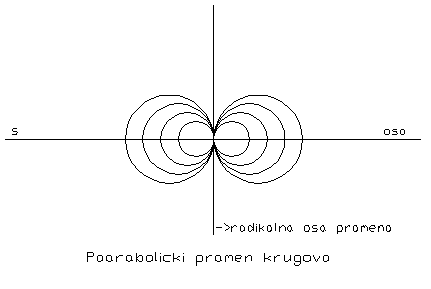 s
osa
->radikalna osa pramena
Paarabolicki pramen krugova